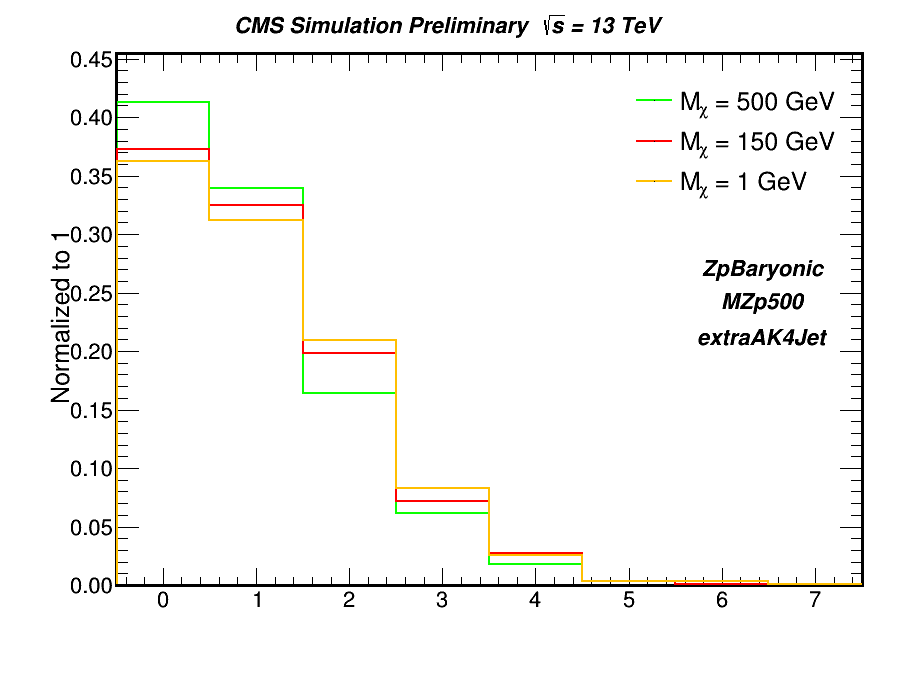 CMS Simulation Preliminary √s = 13 TeV
0.45
0.40
0.35
0.30
0.25
0.20
0.15
0.10
0.05
0.00
Normalized to 1
Mχ = 500 GeV
Mχ = 150 GeV
Mχ = 1 GeV
ZpBaryonic
MZp500
extraAK4Jet
0 1 2 3 4 5 6 7